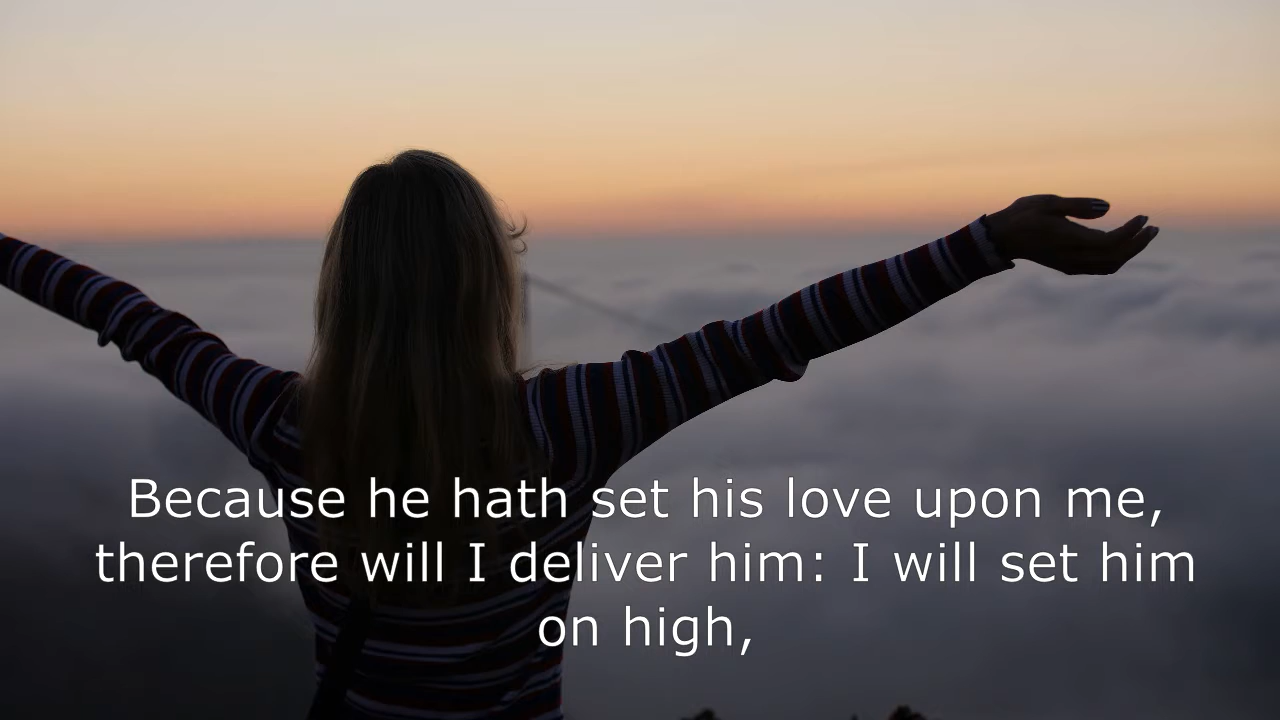 Because he hath set his love upon me,
therefore will I deliver him: I will set him
on high,